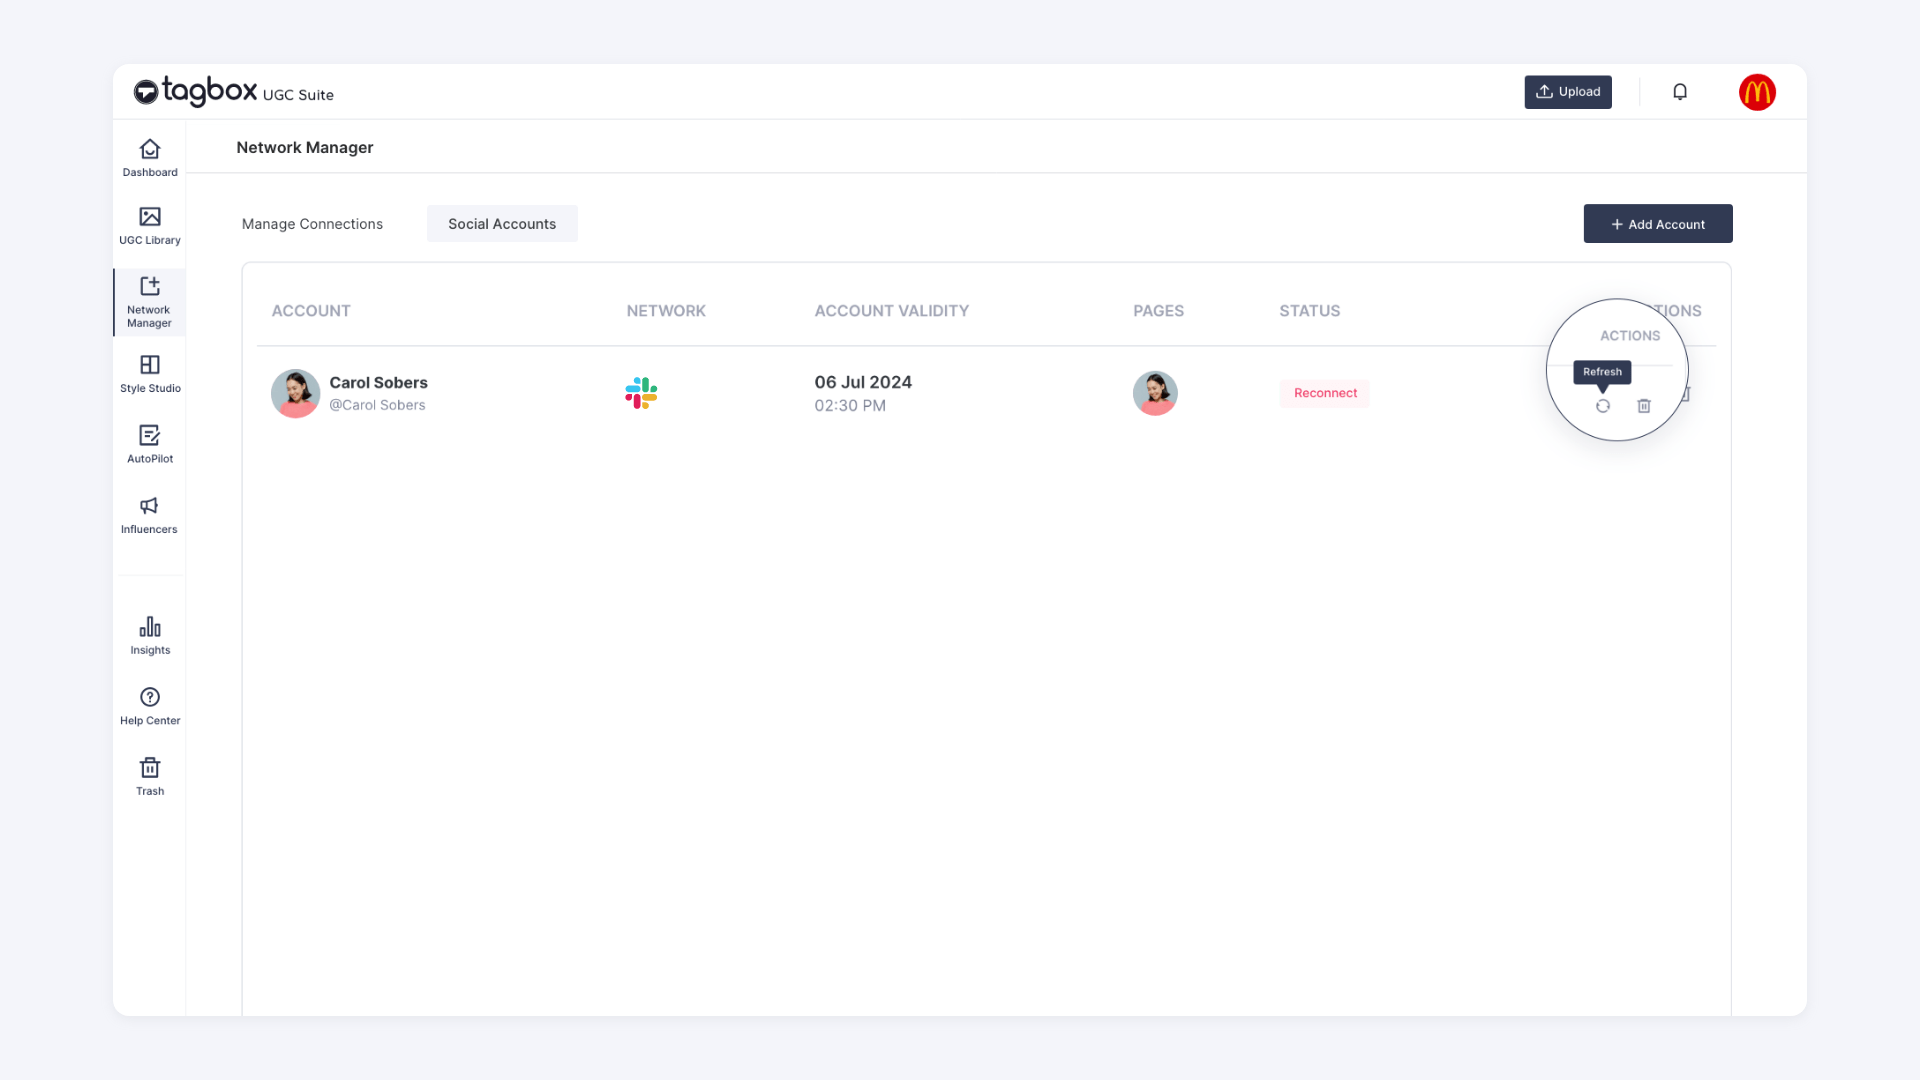 tagbox UGC Suite
Upload
Network Manager
Dashboard
UGC Library
Network
Manager
Style Studio
AutoPilot
Influencers
Insights
Help Center
Trash
Manage Connections
Social Accounts
+ Add Account
ACCOUNT
NETWORK
ACCOUNT VALIDITY
PAGES
STATUS
TIONS
ACTIONS
Carol Sobers
@Carol Sobers
06 Jul 2024
02:30 PM
Reconnect
Refresh